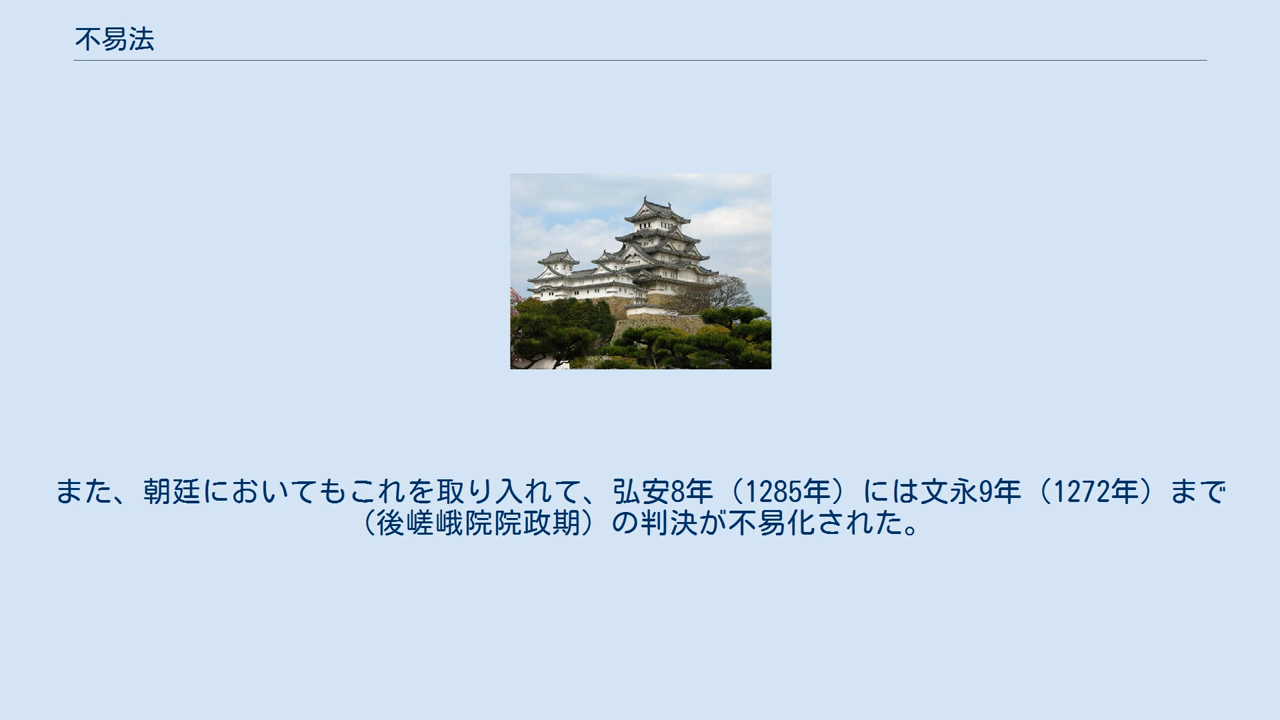 不易法
また、朝廷においてもこれを取り入れて、弘安8年（1285年）には文永9年（1272年）まで
（後嵯峨院院政期）の判決が不易化された。